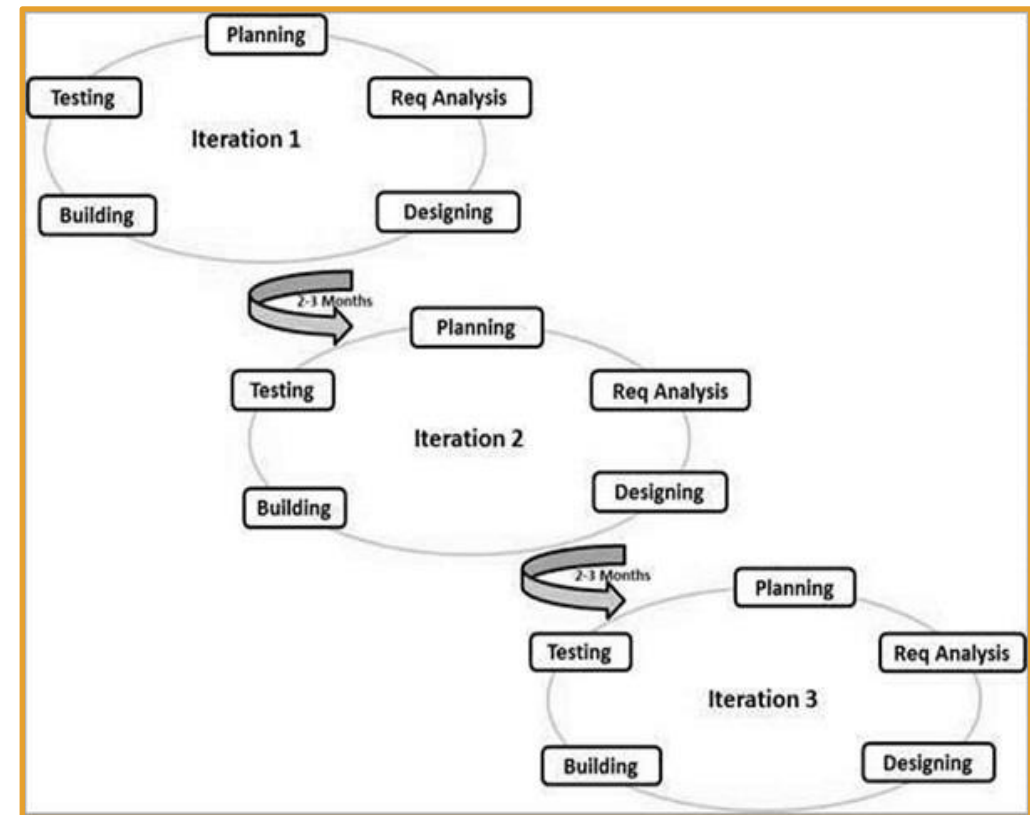 Planning
Testing
Req Analysis
Iteration 1
Building
Designing
2-3 Months
Planning
Testing
Req Analysis
Iteration 2
Building
Designing
2-3 Months
Planning
Testing
Req Analysis
Iteration 3
Building
Designing